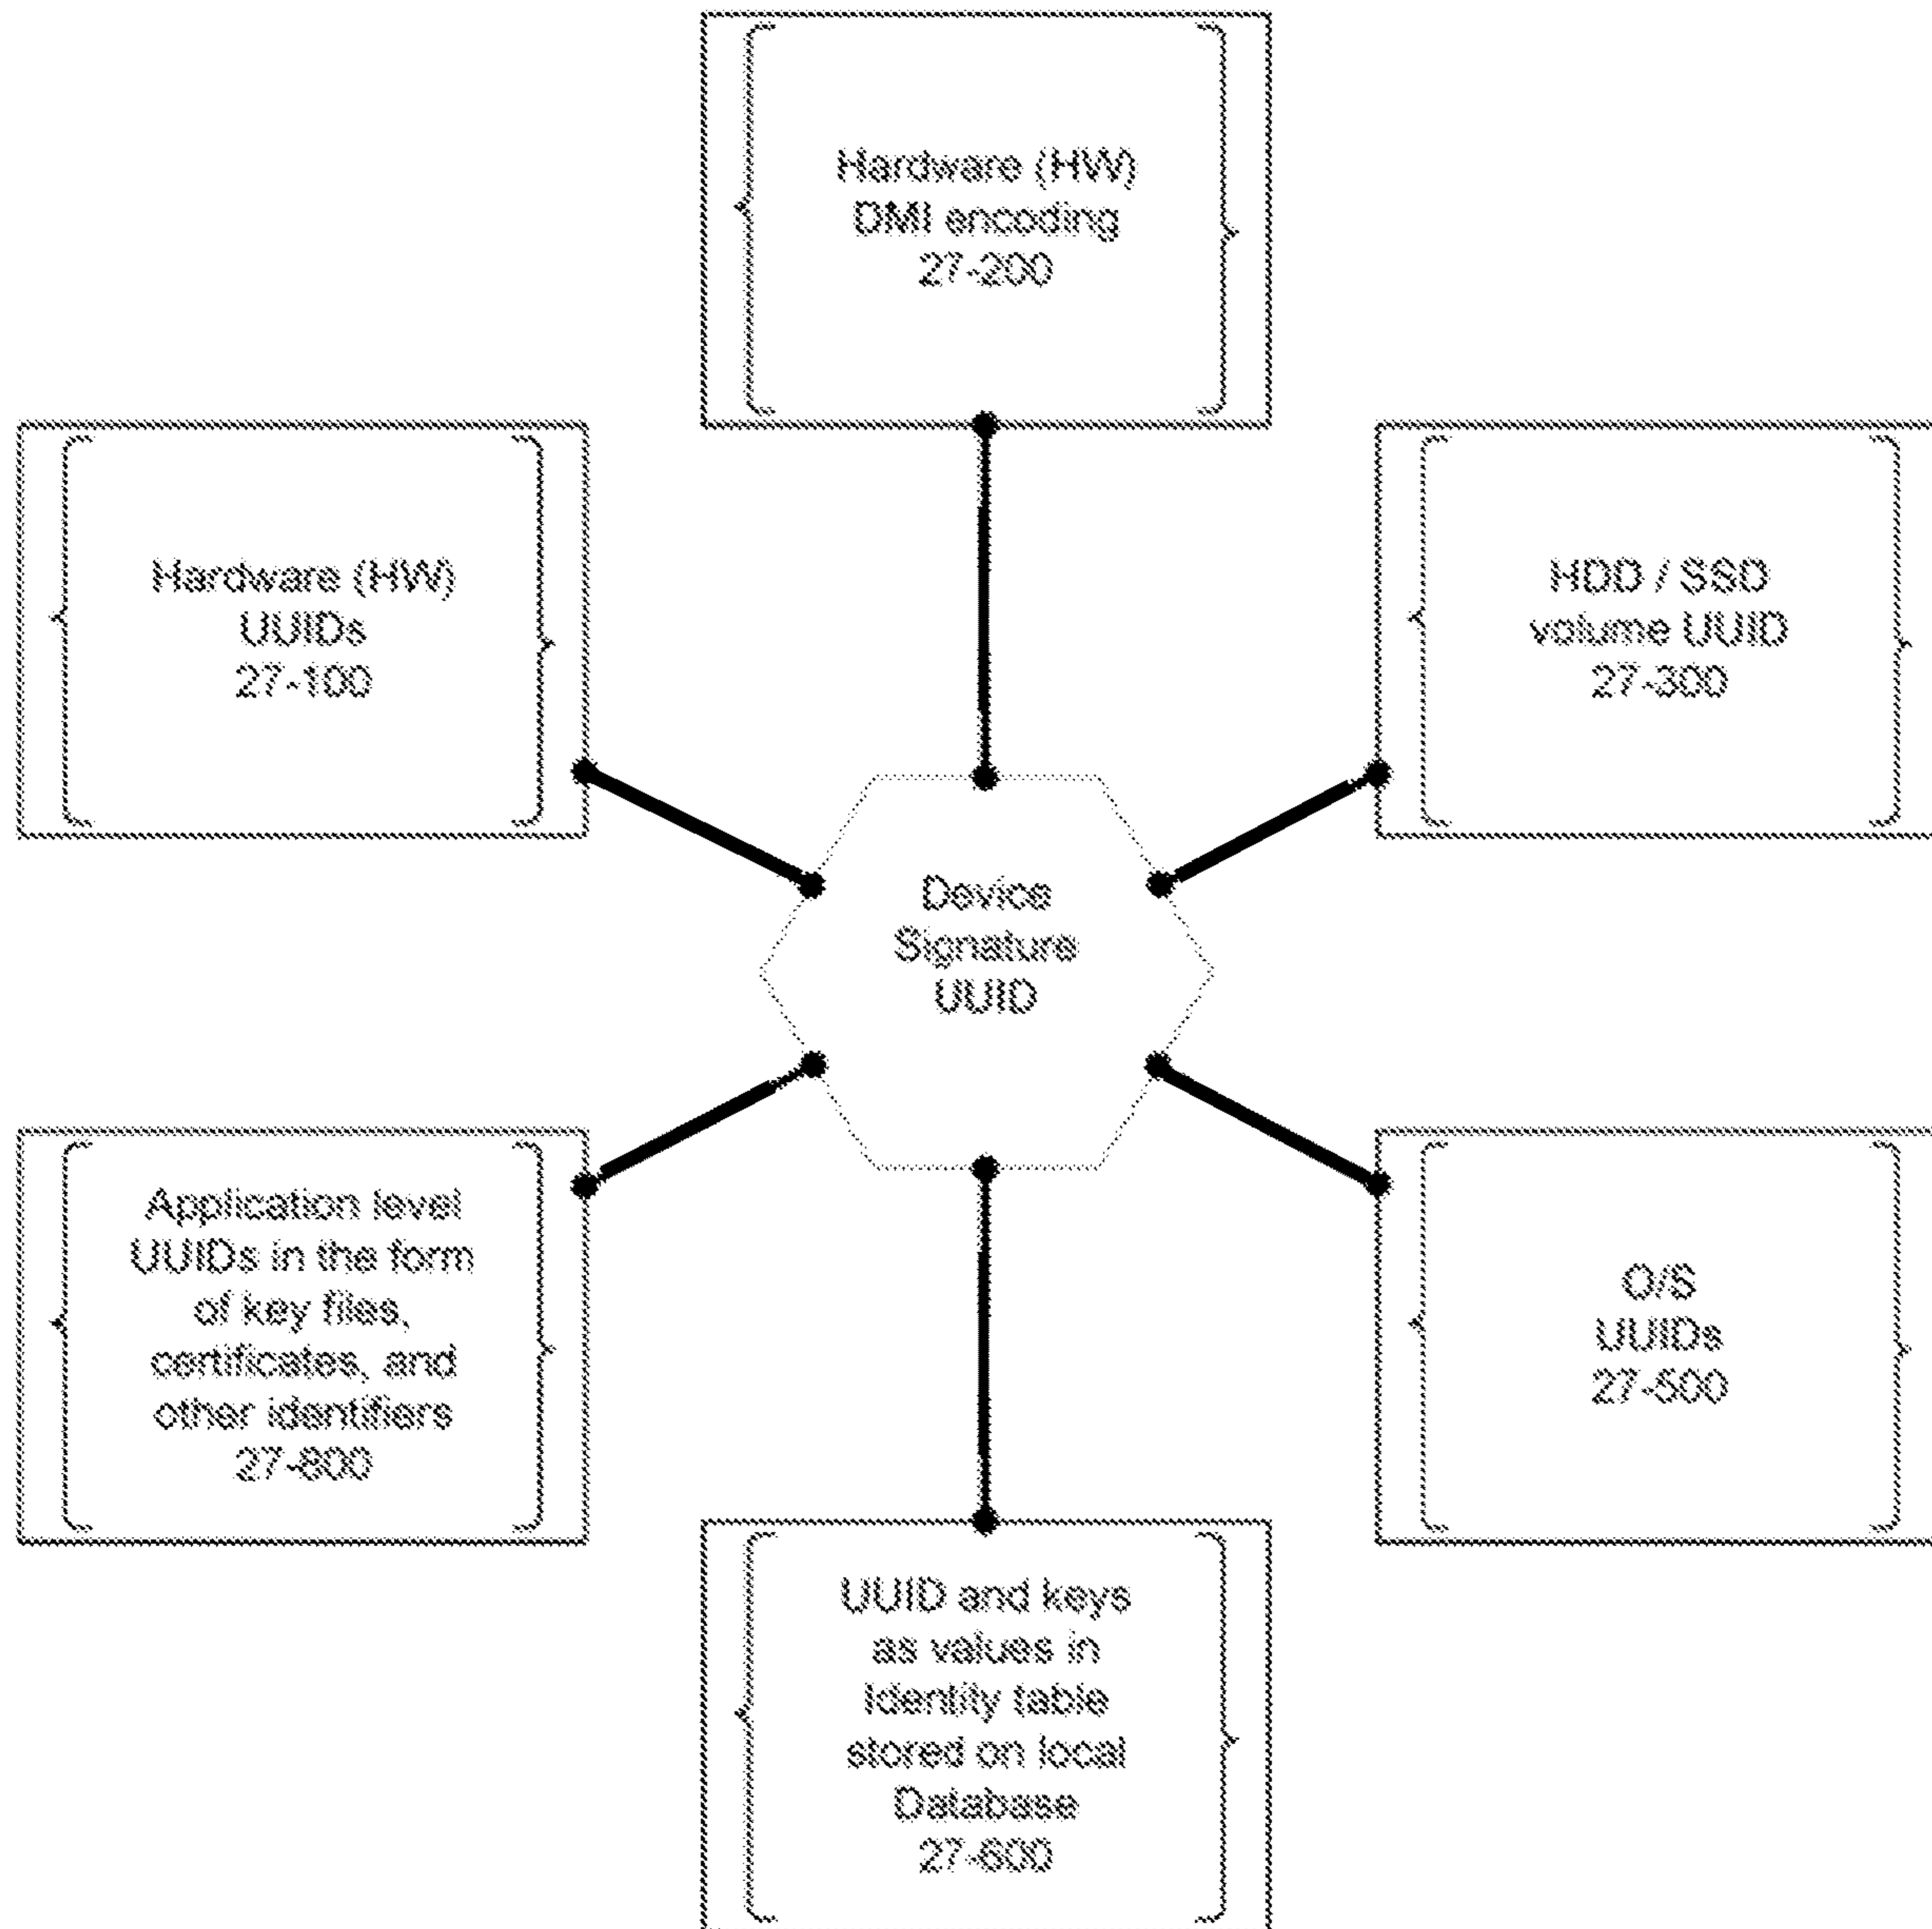 Hardware (HW)
DMI encoding
27-200
Hardware (HW)
UUIDs
27-100
HDD / SSD
volume UUID
27-300
Device
Signature
UUID
Application level
UUIDs in the form
of key files,
certificates, and
other identifiers
27-800
O/S
UUIDs
27-500
UUID and keys
as values in
Identity table
stored on local
Database
27-600